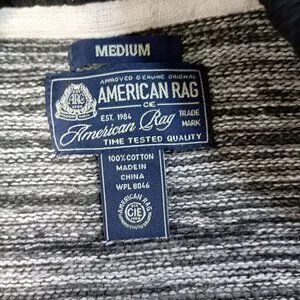 MEDIUM
APPROVED GENUINE ORIGINAL
ARC
AMERICAN RAG
CIE
EST. 1984
TRADE
MARK
American Rag
TIME TESTED QUALITY
100% COTTON
MADE IN
CHINA
WPL 8046
AMERICAN RAG
CIE